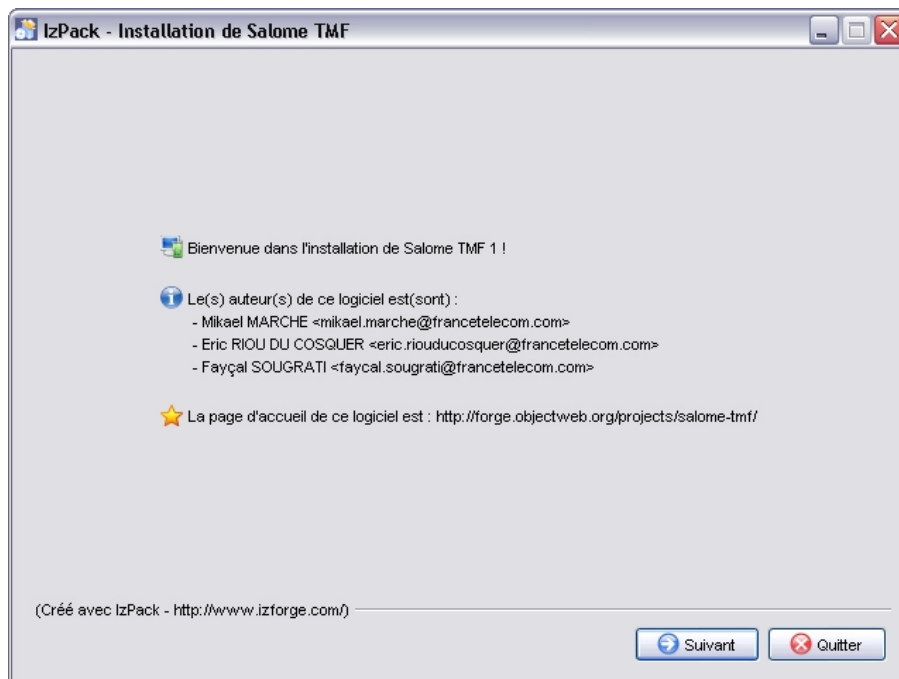 IzPack - Installation de Salome TMF
Bienvenue dans l'installation de Salome TMF 1 !
Le(s) auteur(s) de ce logiciel est(sont) :
- Mikael MARCHE <mikael.marche@francetelecom.com>
- Eric RIOU DU COSQUER <eric.riouducosquer@francetelecom.com>
- Fayçal SOUGRATI <faycal.sougrati@francetelecom.com>
La page d'accueil de ce logiciel est : http://forge.objectweb.org/projects/salome-tmf/
(Créé avec IzPack - http://www.izforge.com/)
Suivant
Quitter